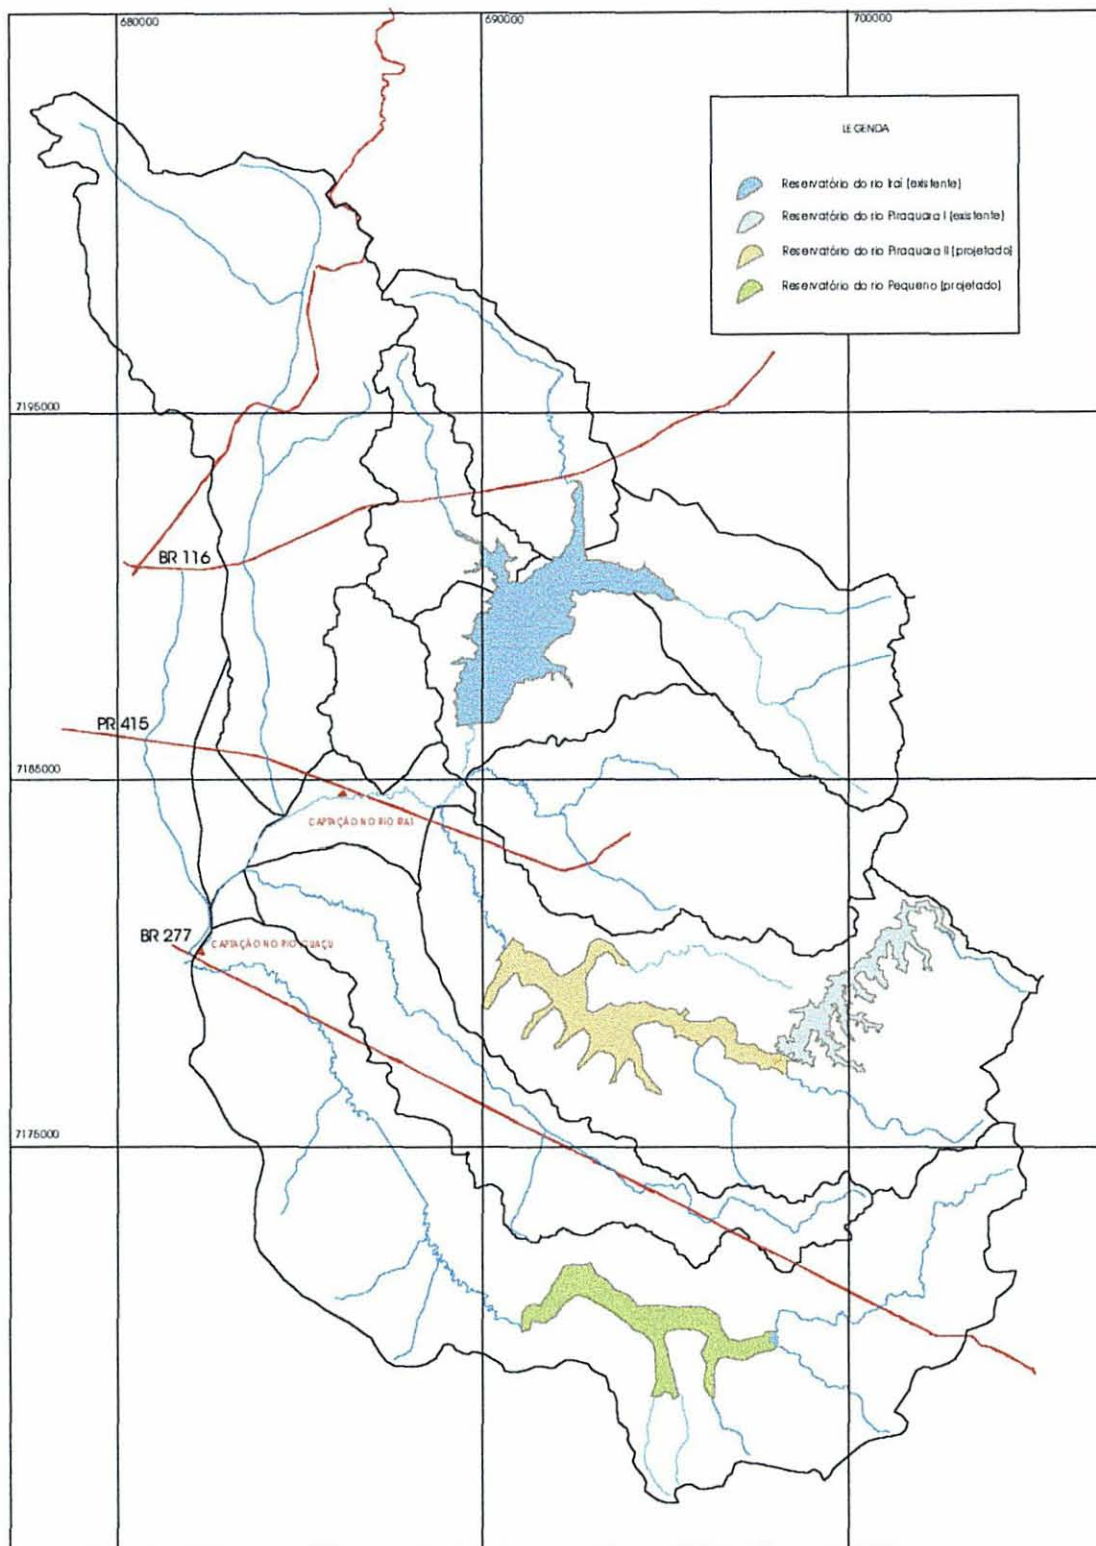 680000
690000
700000
LEGENDA
Reservatório do rio Iraí (existente)
Reservatório do rio Piraquara I (existente)
Reservatório do rio Piraquara II (projetado)
Reservatório do rio Pequeno (projetado)
7195000
BR 116
PR 415
7185000
CAPTAÇÃO NO RIO IRAÍ
BR 277
CAPTAÇÃO NO RIO IGUAÇU
7175000